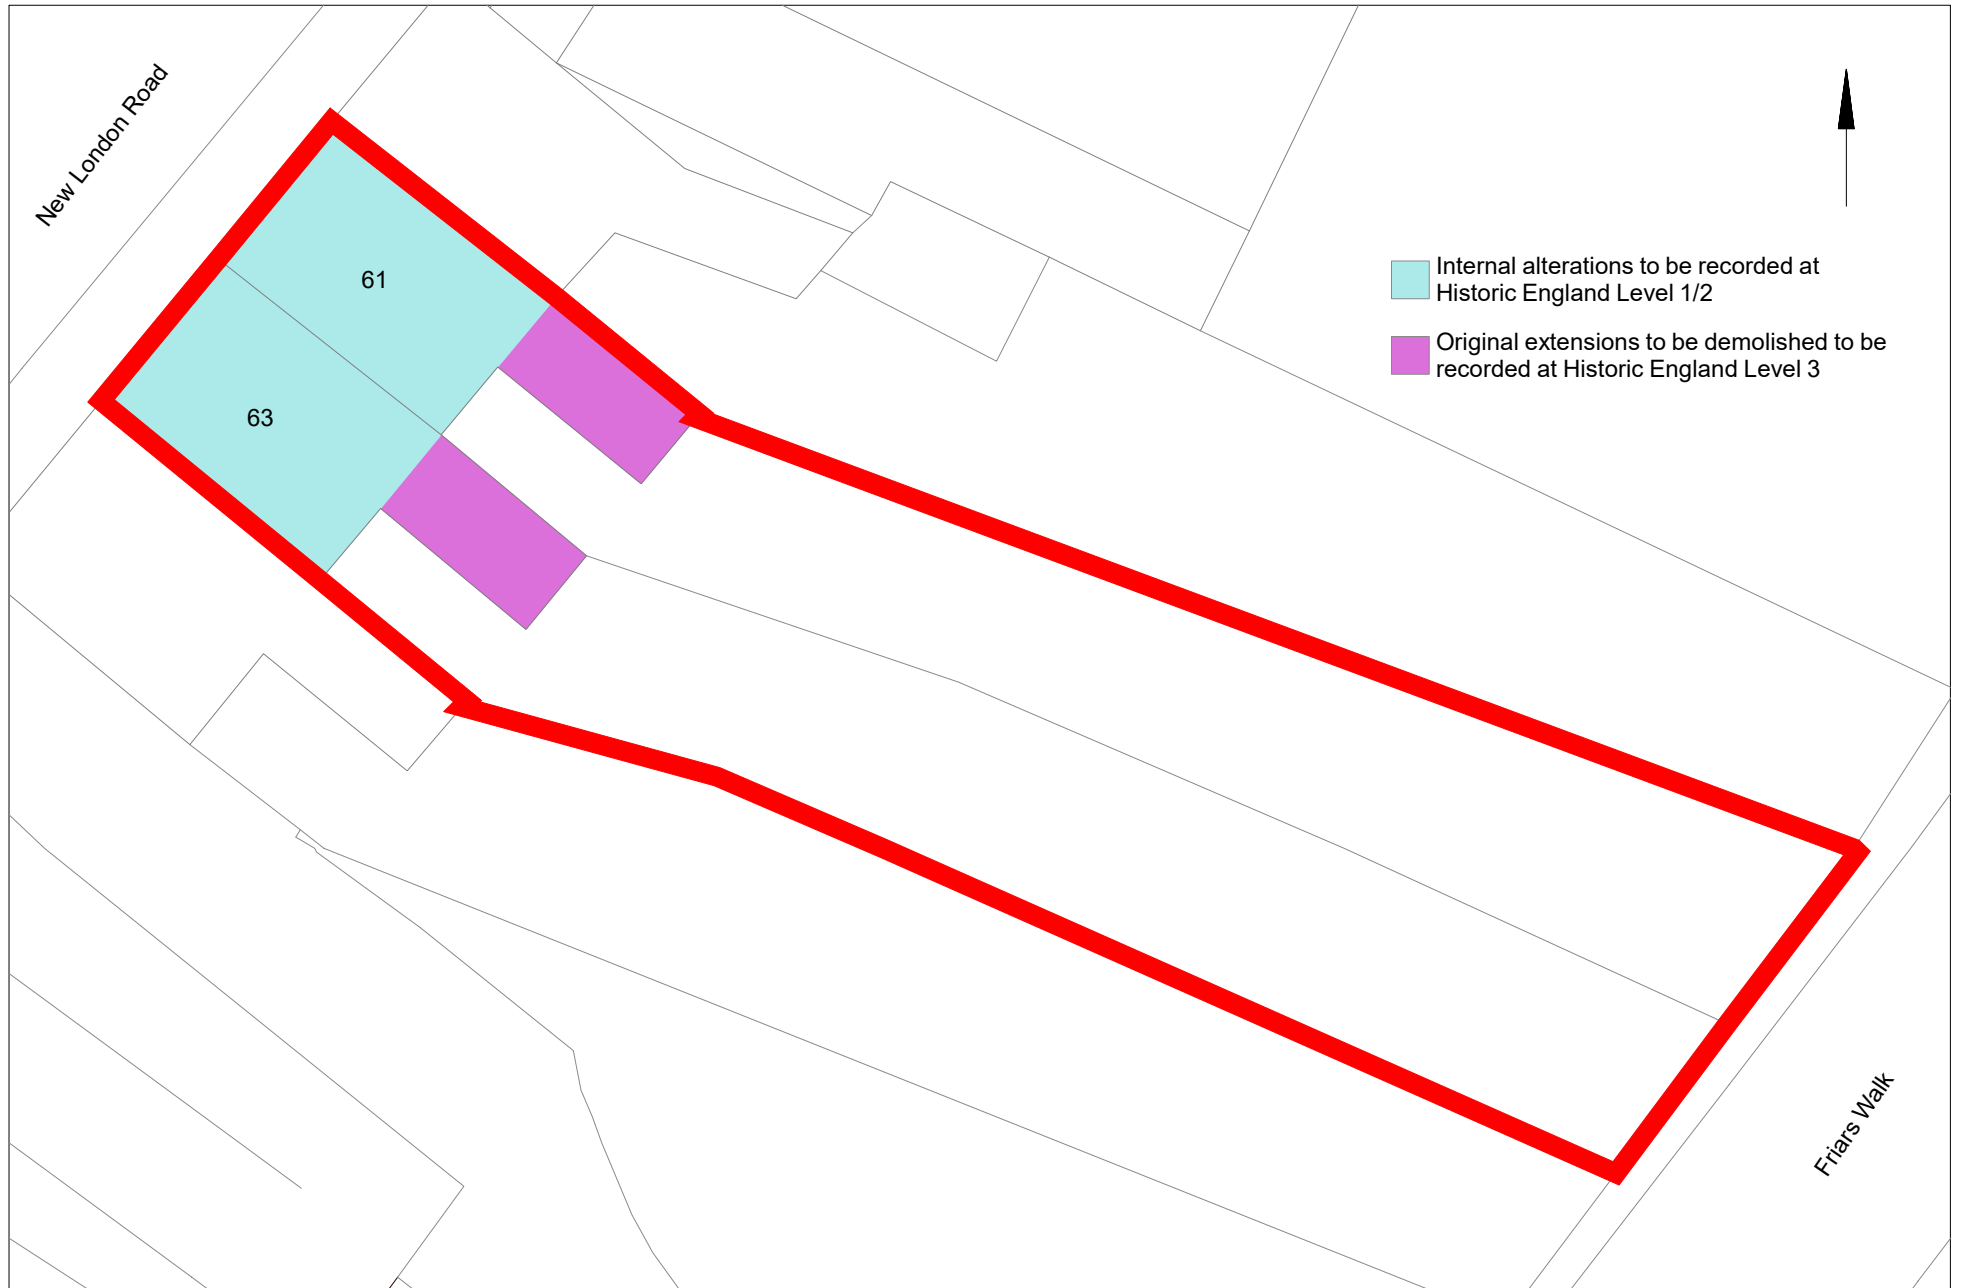 New London Road
61
63
Internal alterations to be recorded at
Historic England Level 1/2
Original extensions to be demolished to be
recorded at Historic England Level 3
Friars Walk